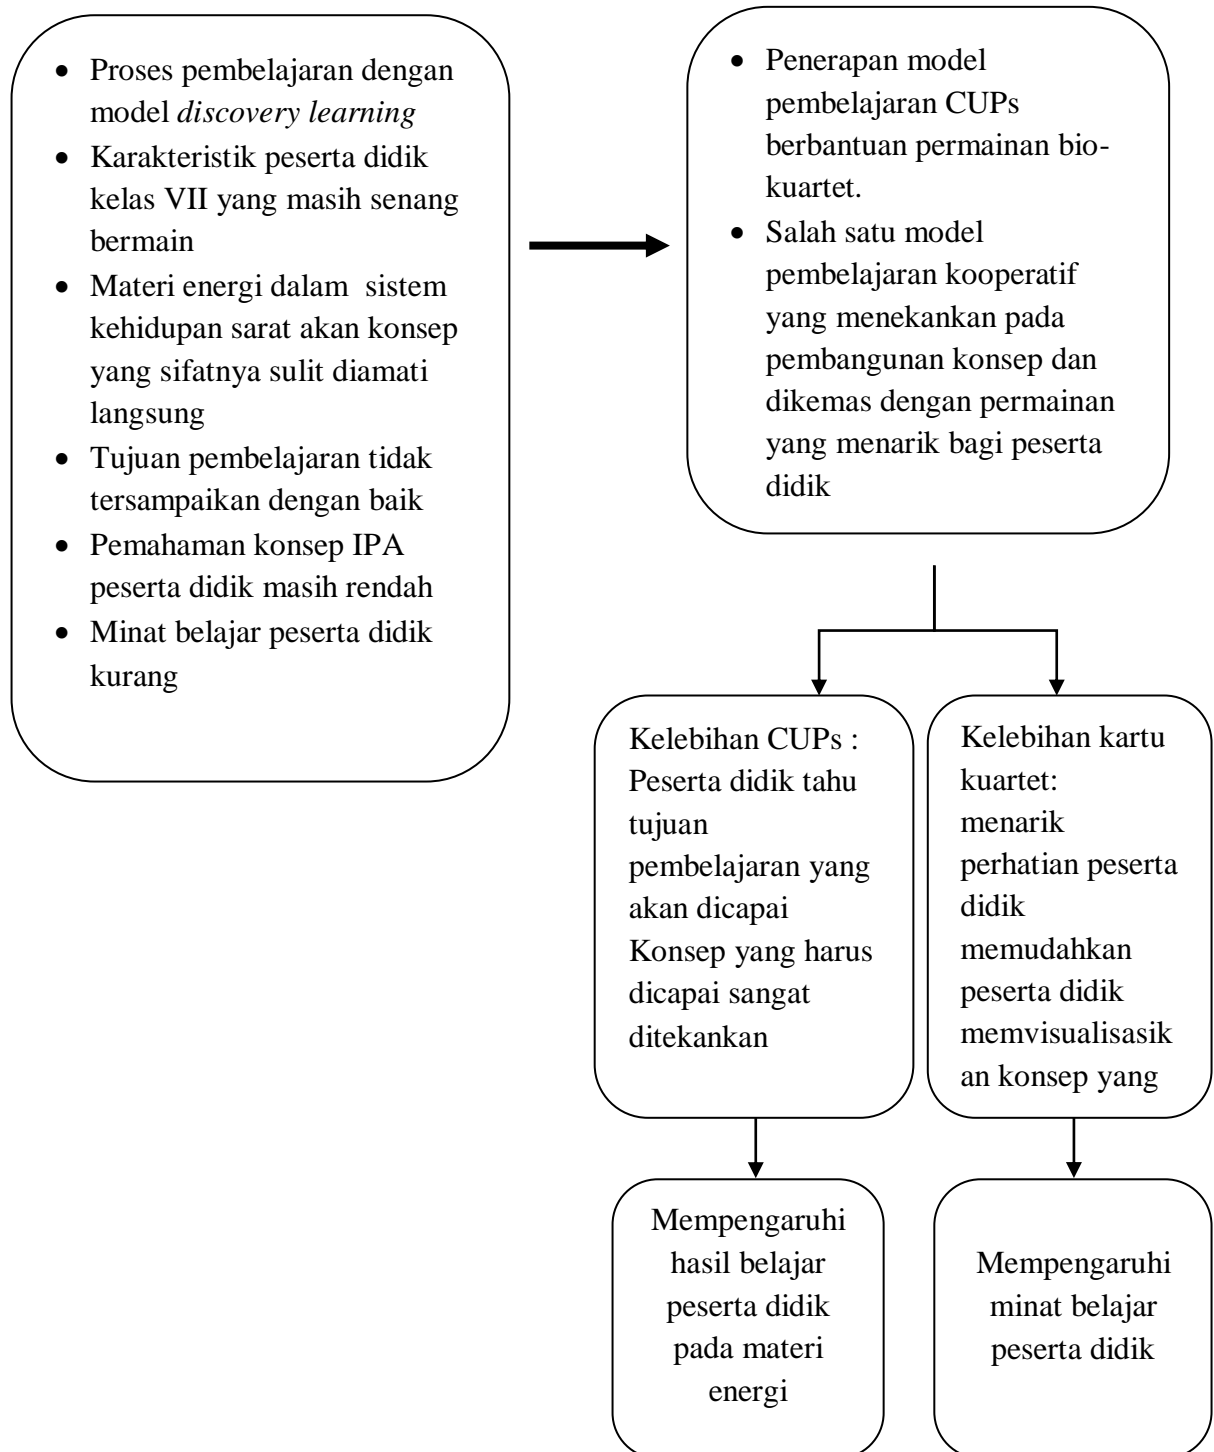 • Proses pembelajaran dengan
model discovery learning
• Karakteristik peserta didik
kelas VII yang masih senang
bermain
• Materi energi dalam sistem
kehidupan sarat akan konsep
yang sifatnya sulit diamati
langsung
• Tujuan pembelajaran tidak
tersampaikan dengan baik
• Pemahaman konsep IPA
peserta didik masih rendah
• Minat belajar peserta didik
kurang
• Penerapan model
pembelajaran CUPs
berbantuan permainan bio-
kuartet.
• Salah satu model
pembelajaran kooperatif
yang menekankan pada
pembangunan konsep dan
dikemas dengan permainan
yang menarik bagi peserta
didik
Kelebihan CUPs :
Peserta didik tahu
tujuan
pembelajaran yang
akan dicapai
Konsep yang harus
dicapai sangat
ditekankan
Kelebihan kartu
kuartet:
menarik
perhatian peserta
didik
memudahkan
peserta didik
memvisualisasik
an konsep yang
Mempengaruhi
hasil belajar
peserta didik
pada materi
energi
Mempengaruhi
minat belajar
peserta didik